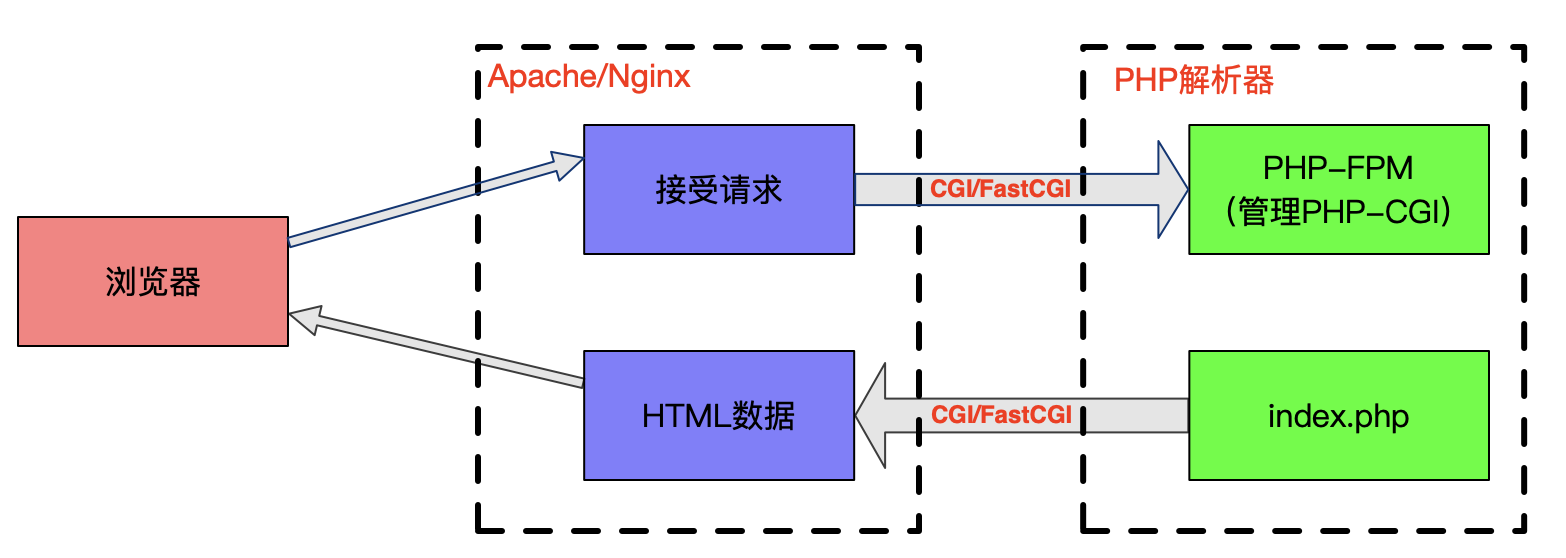 Apache/Nginx
PHP解析器
接受请求
CGI/FastCGI
PHP-FPM
（管理PHP-CGI）
浏览器
HTML数据
CGI/FastCGI
index.php